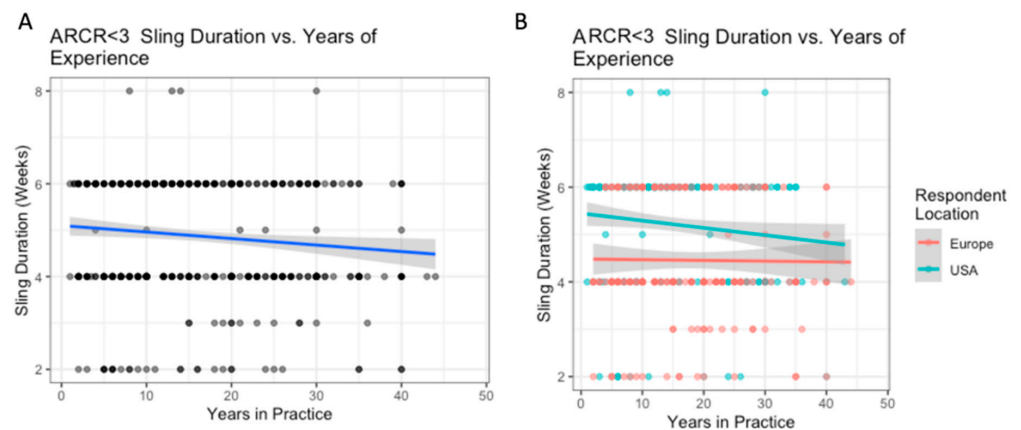 A
ARCR<3 Sling Duration vs. Years of
Experience
Sling Duration (Weeks)
8
6
4
2
0
10
20
30
40
50
Years in Practice
B
ARCR<3 Sling Duration vs. Years of
Experience
Sling Duration (Weeks)
8
6
4
2
0
10
20
30
40
50
Years in Practice
Respondent
Location
Europe
USA